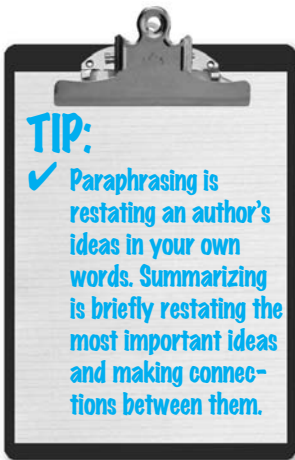 TIP:
✔ Paraphrasing is
restating an author's
ideas in your own
words. Summarizing
is briefly restating the
most important ideas
and making connec-
tions between them.